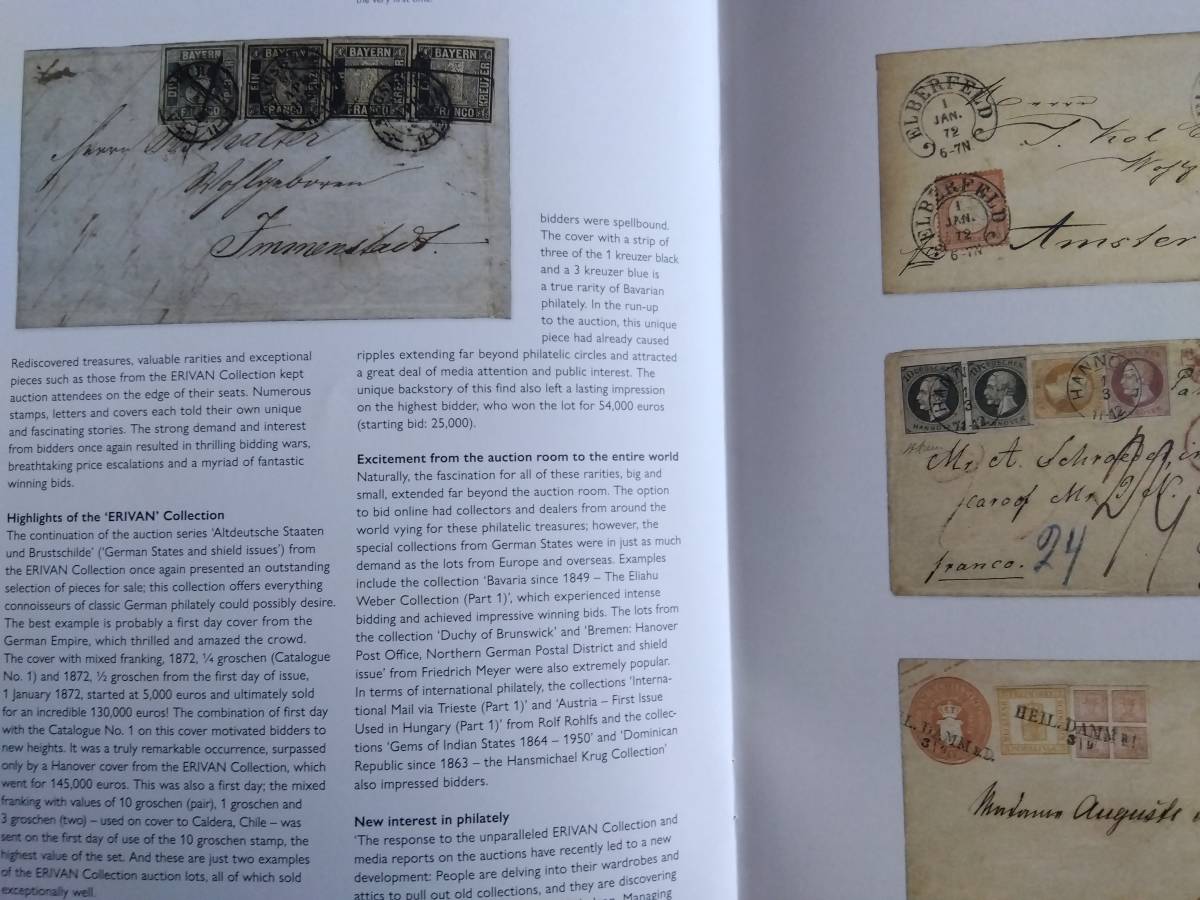 the very first time.
BAYERN BAYERN BAYERN BAYERN
EIN
FRANCO FRANCO FRANCO FRANCO
KREUZER KREUZER
Herrn
Wohlgeboren
Immenstadt.
bidders were spellbound.
The cover with a strip of
three of the 1 kreuzer black
and a 3 kreuzer blue is
a true rarity of Bavarian
philately. In the run-up
to the auction, this unique
piece had already caused
Rediscovered treasures, valuable rarities and exceptional
pieces such as those from the ERIVAN Collection kept
auction attendees on the edge of their seats. Numerous
stamps, letters and covers each told their own unique
and fascinating stories. The strong demand and interest
from bidders once again resulted in thrilling bidding wars,
breathtaking price escalations and a myriad of fantastic
winning bids.
Highlights of the ‘ERIVAN’ Collection
The continuation of the auction series ‘Altdeutsche Staaten
und Brustschilde’ (‘German States and shield issues’) from
the ERIVAN Collection once again presented an outstanding
selection of pieces for sale; this collection offers everything
connoisseurs of classic German philately could possibly desire.
The best example is probably a first day cover from the
German Empire, which thrilled and amazed the crowd.
The cover with mixed franking, 1872, ¼ groschen (Catalogue
No. 1) and 1872, ½ groschen from the first day of issue,
1 January 1872, started at 5,000 euros and ultimately sold
for an incredible 130,000 euros! The combination of first day
with the Catalogue No. 1 on this cover motivated bidders to
new heights. It was a truly remarkable occurrence, surpassed
only by a Hanover cover from the ERIVAN Collection, which
went for 145,000 euros. This was also a first day; the mixed
franking with values of 10 groschen (pair), 1 groschen and
3 groschen (two) – used on cover to Caldera, Chile – was
sent on the first day of use of the 10 groschen stamp, the
highest value of the set. And these are just two examples
of the ERIVAN Collection auction lots, all of which sold
exceptionally well.
ripples extending far beyond philatelic circles and attracted
a great deal of media attention and public interest. The
unique backstory of this find also left a lasting impression
on the highest bidder, who won the lot for 54,000 euros
(starting bid: 25,000).
Excitement from the auction room to the entire world
Naturally, the fascination for all of these rarities, big and
small, extended far beyond the auction room. The option
to bid online had collectors and dealers from around the
world vying for these philatelic treasures; however, the
special collections from German States were in just as much
demand as the lots from Europe and overseas. Examples
include the collection ‘Bavaria since 1849 – The Eliahu
Weber Collection (Part 1)’, which experienced intense
bidding and achieved impressive winning bids. The lots from
the collection ‘Duchy of Brunswick’ and ‘Bremen: Hanover
Post Office, Northern German Postal District and shield
issue’ from Friedrich Meyer were also extremely popular.
In terms of international philately, the collections ‘Interna-
tional Mail via Trieste (Part 1)’ and ‘Austria – First Issue
Used in Hungary (Part 1)’ from Rolf Rohlfs and the collec-
tions ‘Gems of Indian States 1864 – 1950’ and ‘Dominican
Republic since 1863 – the Hansmichael Krug Collection’
also impressed bidders.
New interest in philately
‘The response to the unparalleled ERIVAN Collection and
media reports on the auctions have recently led to a new
development: People are delving into their wardrobes and
attics to pull out old collections, and they are discovering
Managing
ELBERFELD
1
JAN.
72
6-7N
ELBERFELD
1
JAN.
72
6-7N
Amster
HANNOVER HANNOVER
HANNO
1
3
11-12
Mr. A.
Mr
24
franco.
HEIL. DAMM
3 9
Madame Auguste